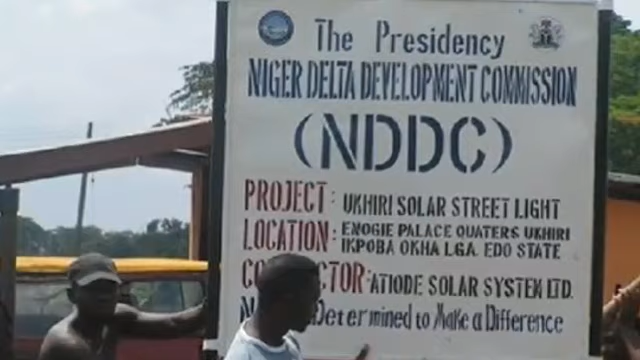 The Presidency
NIGER DELTA DEVELOPMENT COMMISSION
(NDDC)
PROJECT: UKHIRI SOLAR STREET LIGHT
LOCATION: ENOGIE PALACE QUATERS UKHIRI
IKPOBA OKHA LGA. EDO STATE
:ATIODE SOLAR SYSTEM LTD.
Determined to Make a Difference